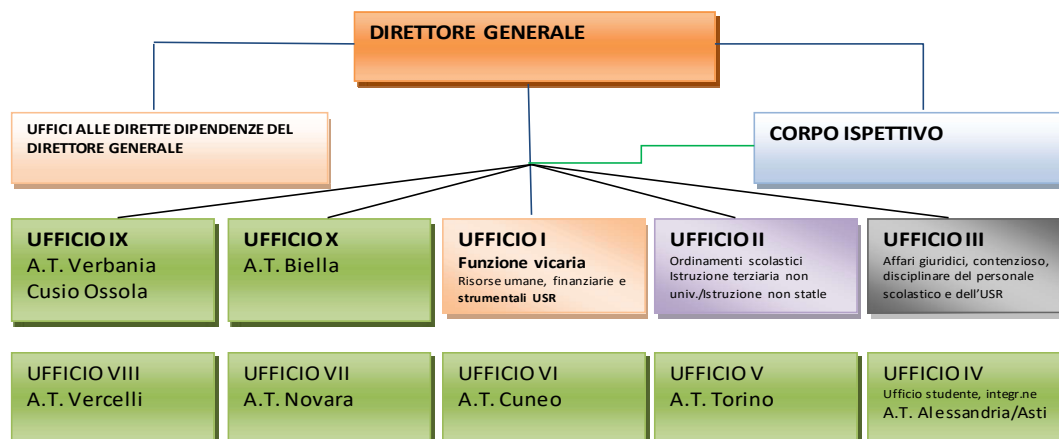 DIRETTORE GENERALE
UFFICI ALLE DIRETTE DIPENDENZE DEL
DIRETTORE GENERALE
CORPO ISPETTIVO
UFFICIO IX
A.T. Verbania
Cusio Ossola
UFFICIO X
A.T. Biella
UFFICIO I
Funzione vicaria
Risorse umane, finanziarie e
strumentali USR
UFFICIO II
Ordinamenti scolastici
Istruzione terziaria non
univ./Istruzione non statle
UFFICIO III
Affari giuridici, contenzioso,
disciplinare del personale
scolastico e dell'USR
UFFICIO VIII
A.T. Vercelli
UFFICIO VII
A.T. Novara
UFFICIO VI
A.T. Cuneo
UFFICIO V
A.T. Torino
UFFICIO IV
Ufficio studente, integr.ne
A.T. Alessandria/Asti